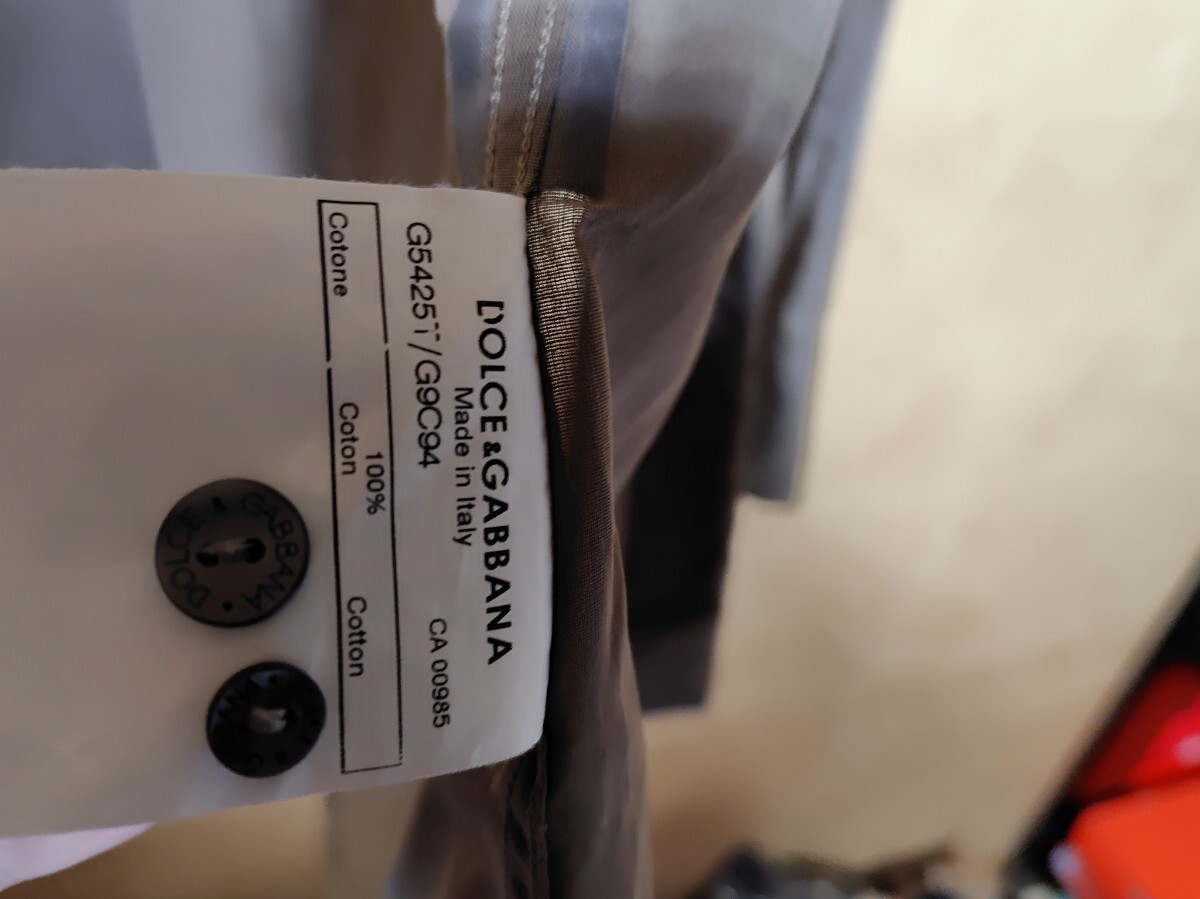 DOLCE&GABBANA
Made in Italy
G5425T/G9C94 CA 00985
100%
Cotone Coton Cotton
DOLCE & GABBANA